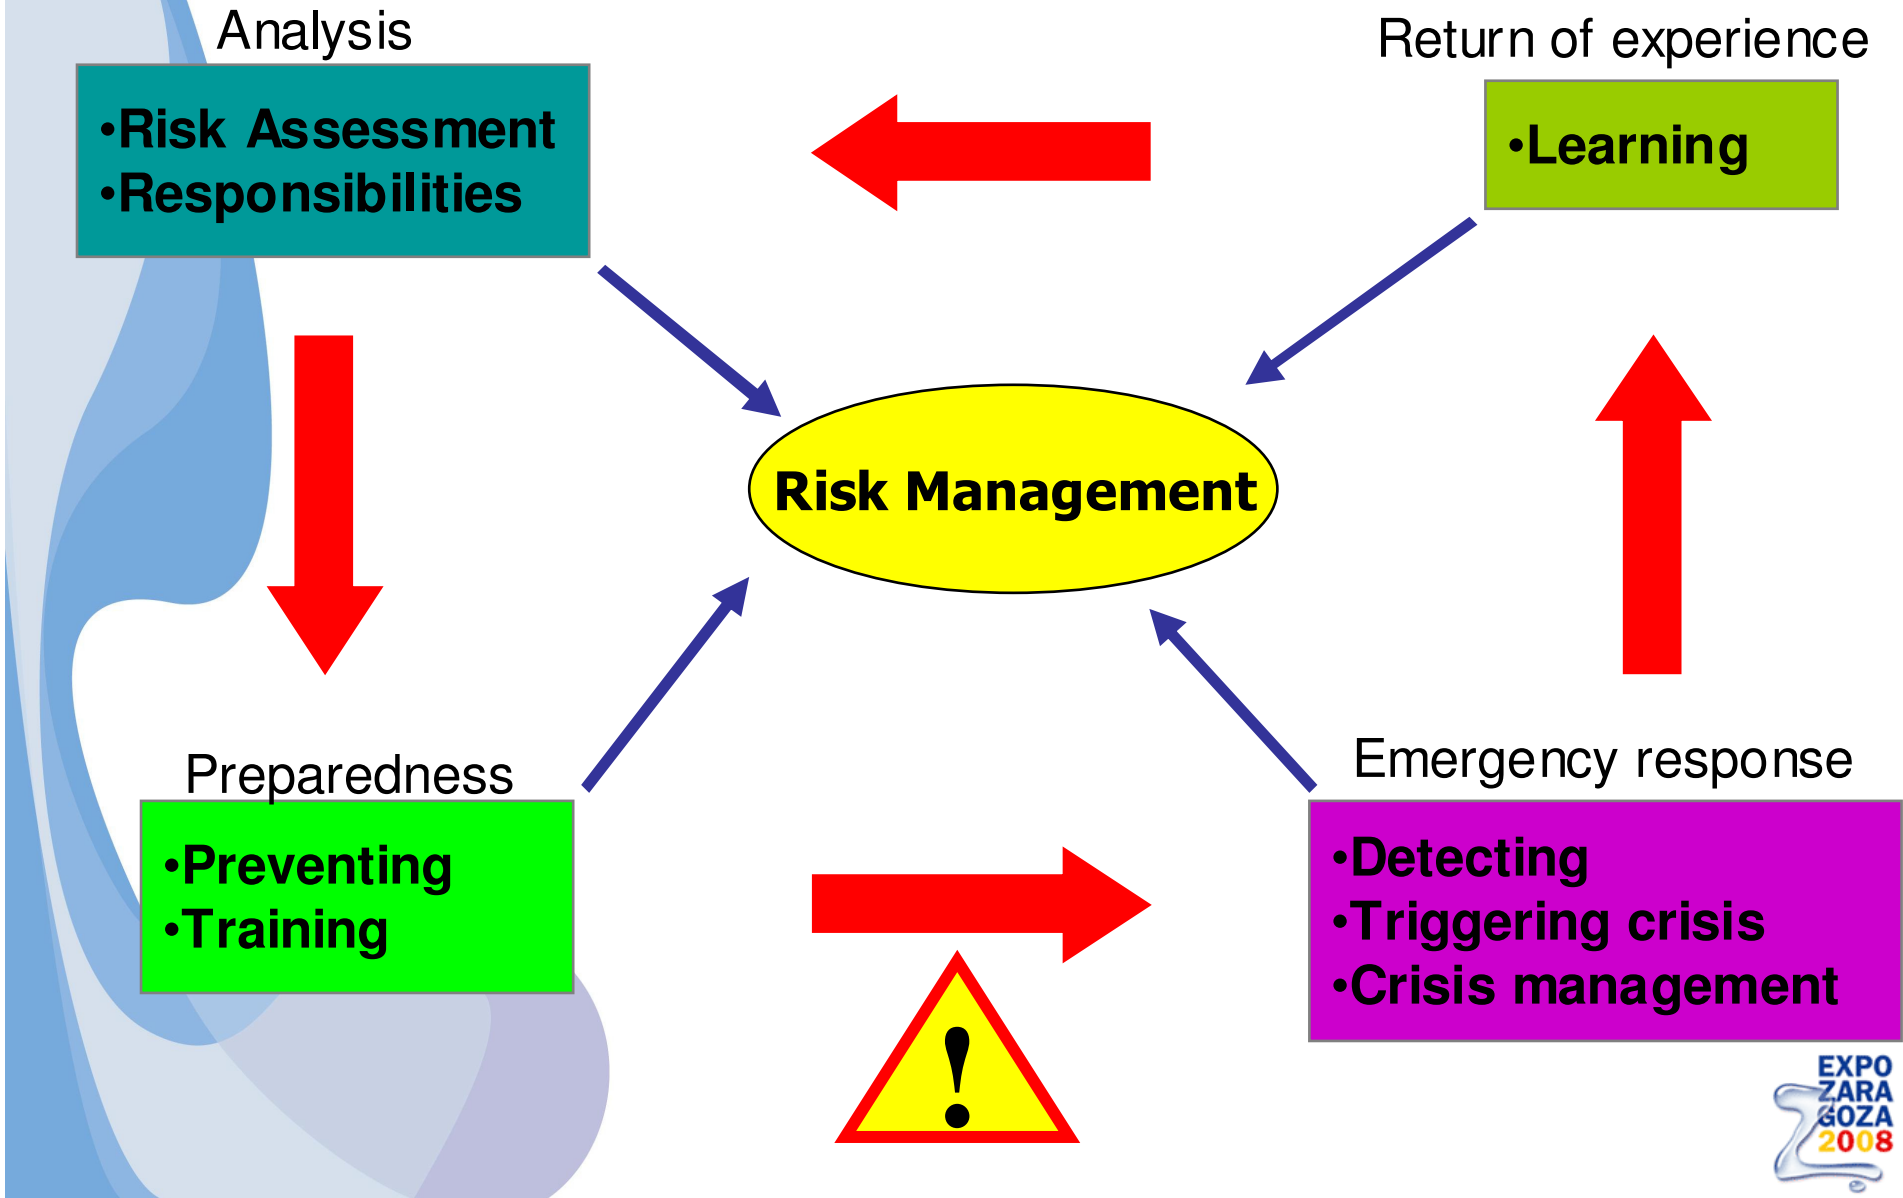 Analysis
•Risk Assessment
•Responsibilities
Return of experience
•Learning
Risk Management
Preparedness
•Preventing
•Training
Emergency response
•Detecting
•Triggering crisis
•Crisis management
!
EXPO
ZARA
GOZA
2008